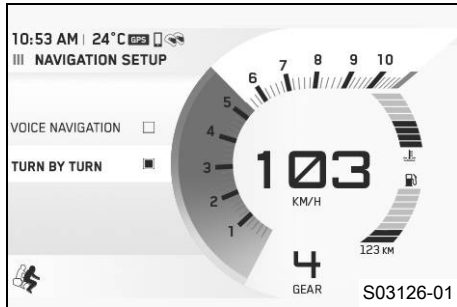 10:53 AM | 24°C GPS
NAVIGATION SETUP
VOICE NAVIGATION
TURN BY TURN
1
2
3
4
5
6
7
8
9
10
103
KM/H
4
GEAR
123 KM
S03126-01